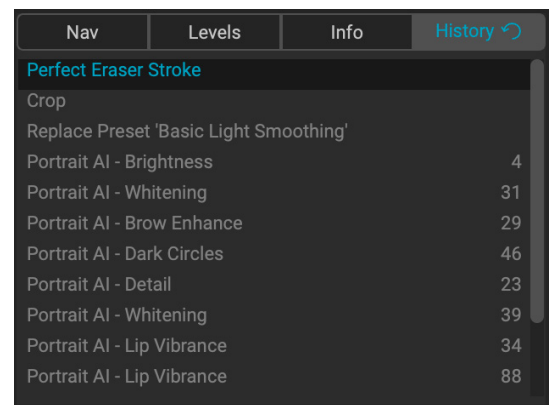 Nav Levels Info History
Perfect Eraser Stroke
Crop
Replace Preset 'Basic Light Smoothing'
Portrait AI - Brightness 4
Portrait AI - Whitening 31
Portrait AI - Brow Enhance 29
Portrait AI - Dark Circles 46
Portrait AI - Detail 23
Portrait AI - Whitening 39
Portrait AI - Lip Vibrance 34
Portrait AI - Lip Vibrance 88